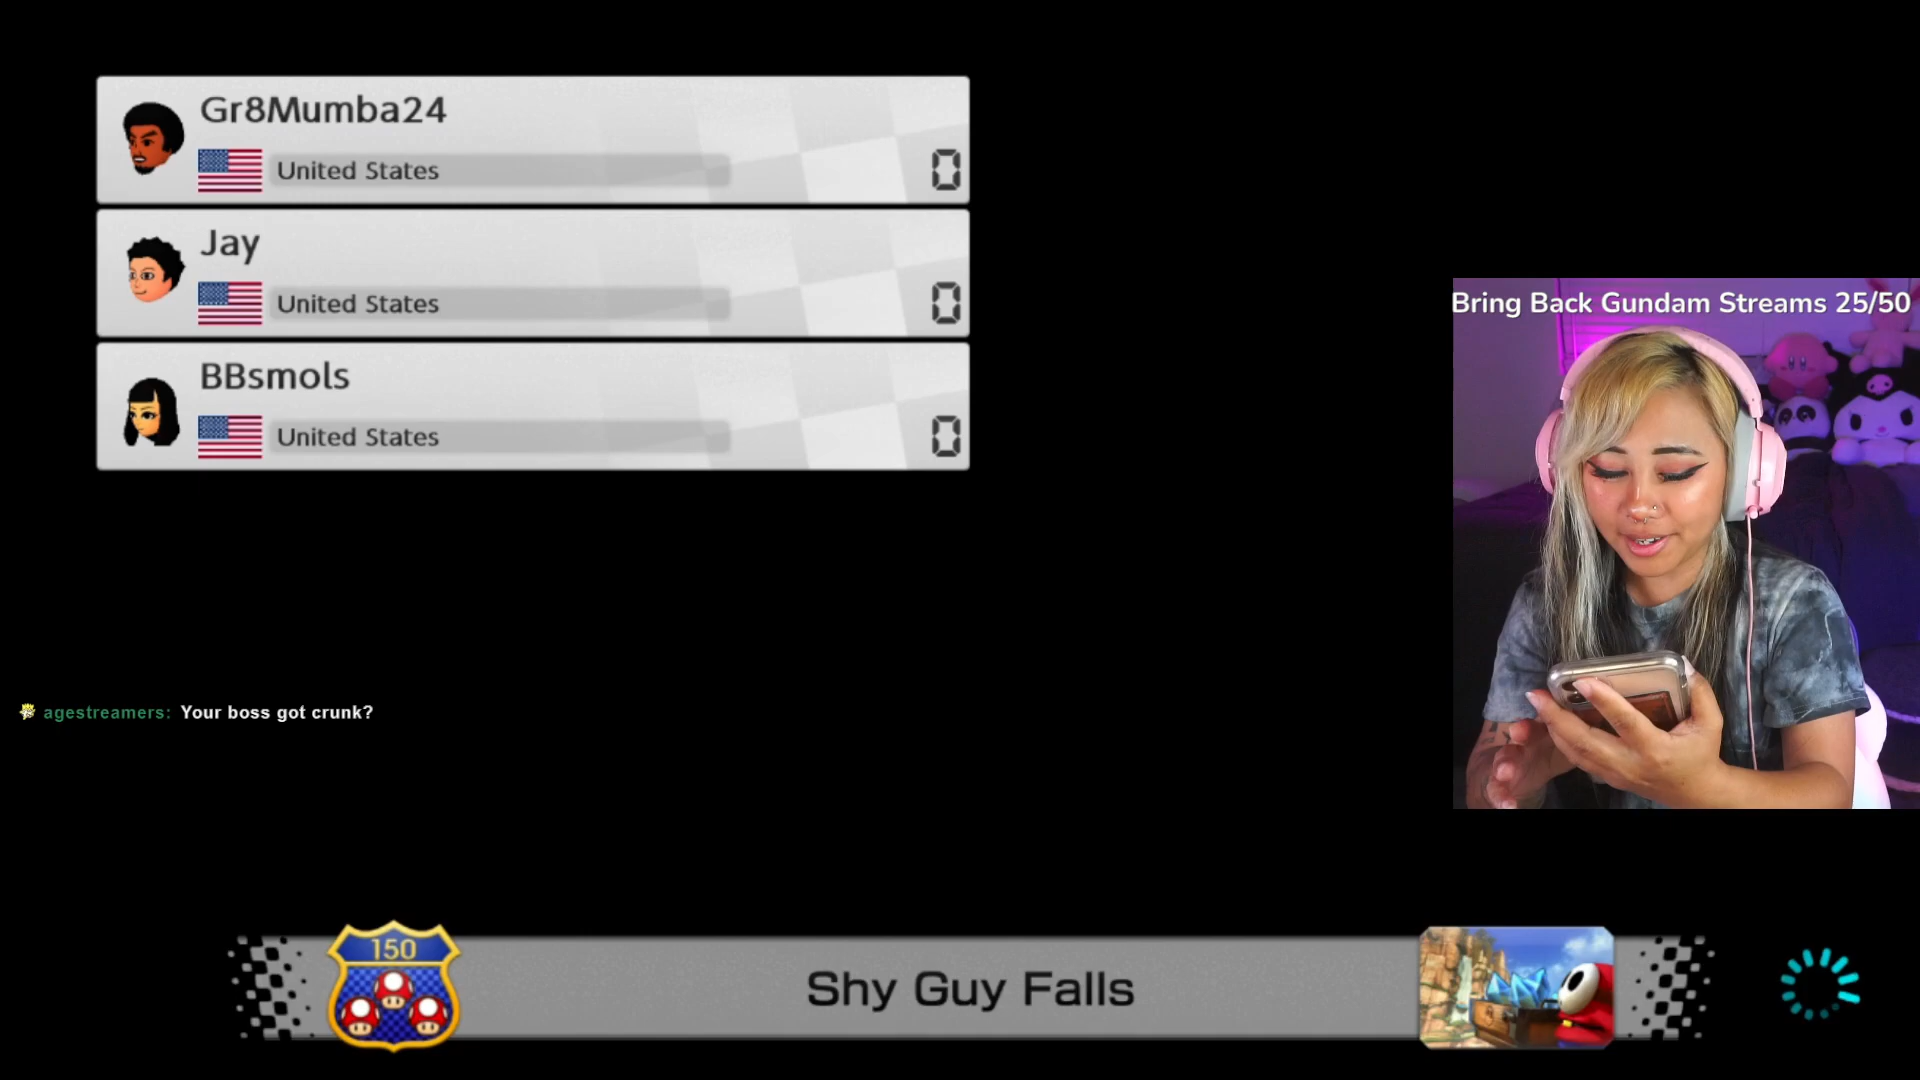 Gr8Mumba24
United States
0
Jay
United States
0
BBsmols
United States
0
Bring Back Gundam Streams 25/50
agestreamers: Your boss got crunk?
150
Shy Guy Falls